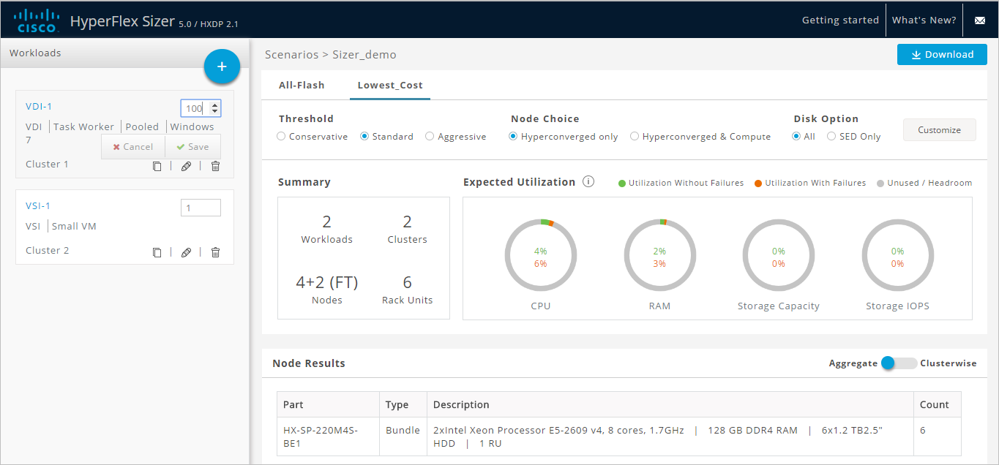 CISCO
HyperFlex Sizer 5.0 / HXDP 2.1
Getting started
What's New?
Workloads
+
VDI-1
100
VDI | Task Worker | Pooled | Windows
7
Cancel
Save
Cluster 1
VSI-1
1
VSI | Small VM
Cluster 2
Scenarios > Sizer_demo
Download
All-Flash
Lowest_Cost
Threshold
Conservative
Standard
Aggressive
Node Choice
Hyperconverged only
Hyperconverged & Compute
Disk Option
All
SED Only
Customize
Summary
2
Workloads
2
Clusters
4+2 (FT)
Nodes
6
Rack Units
Expected Utilization
Utilization Without Failures
Utilization With Failures
Unused / Headroom
4%
6%
CPU
2%
3%
RAM
0%
0%
Storage Capacity
0%
0%
Storage IOPS
Node Results
Aggregate
Clusterwise
Part
Type
Description
Count
HX-SP-220M4S-
BE1
Bundle
2xIntel Xeon Processor E5-2609 v4, 8 cores, 1.7GHz | 128 GB DDR4 RAM | 6x1.2 TB2.5"
HDD | 1 RU
6